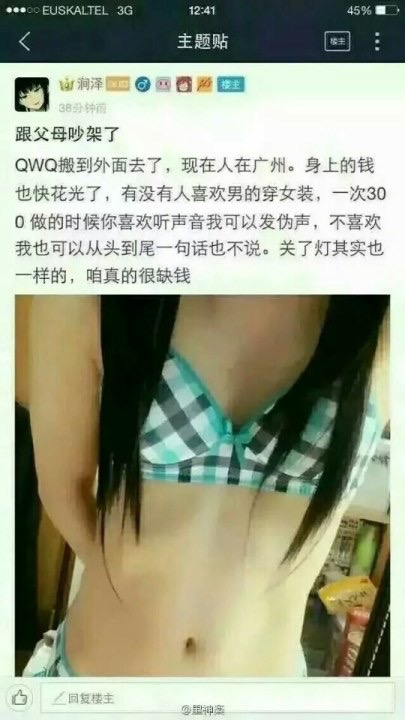 EUSKALTEL 3G 12:41 45%
主题贴
楼主
涧泽 楼主
38分钟前
跟父母吵架了
QWQ搬到外面去了，现在人在广州。身上的钱
也快花光了，有没有人喜欢男的穿女装，一次30
0 做的时候你喜欢听声音我可以发伪声，不喜欢
我也可以从头到尾一句话也不说。关了灯其实也
一样的，咱真的很缺钱
回复楼主